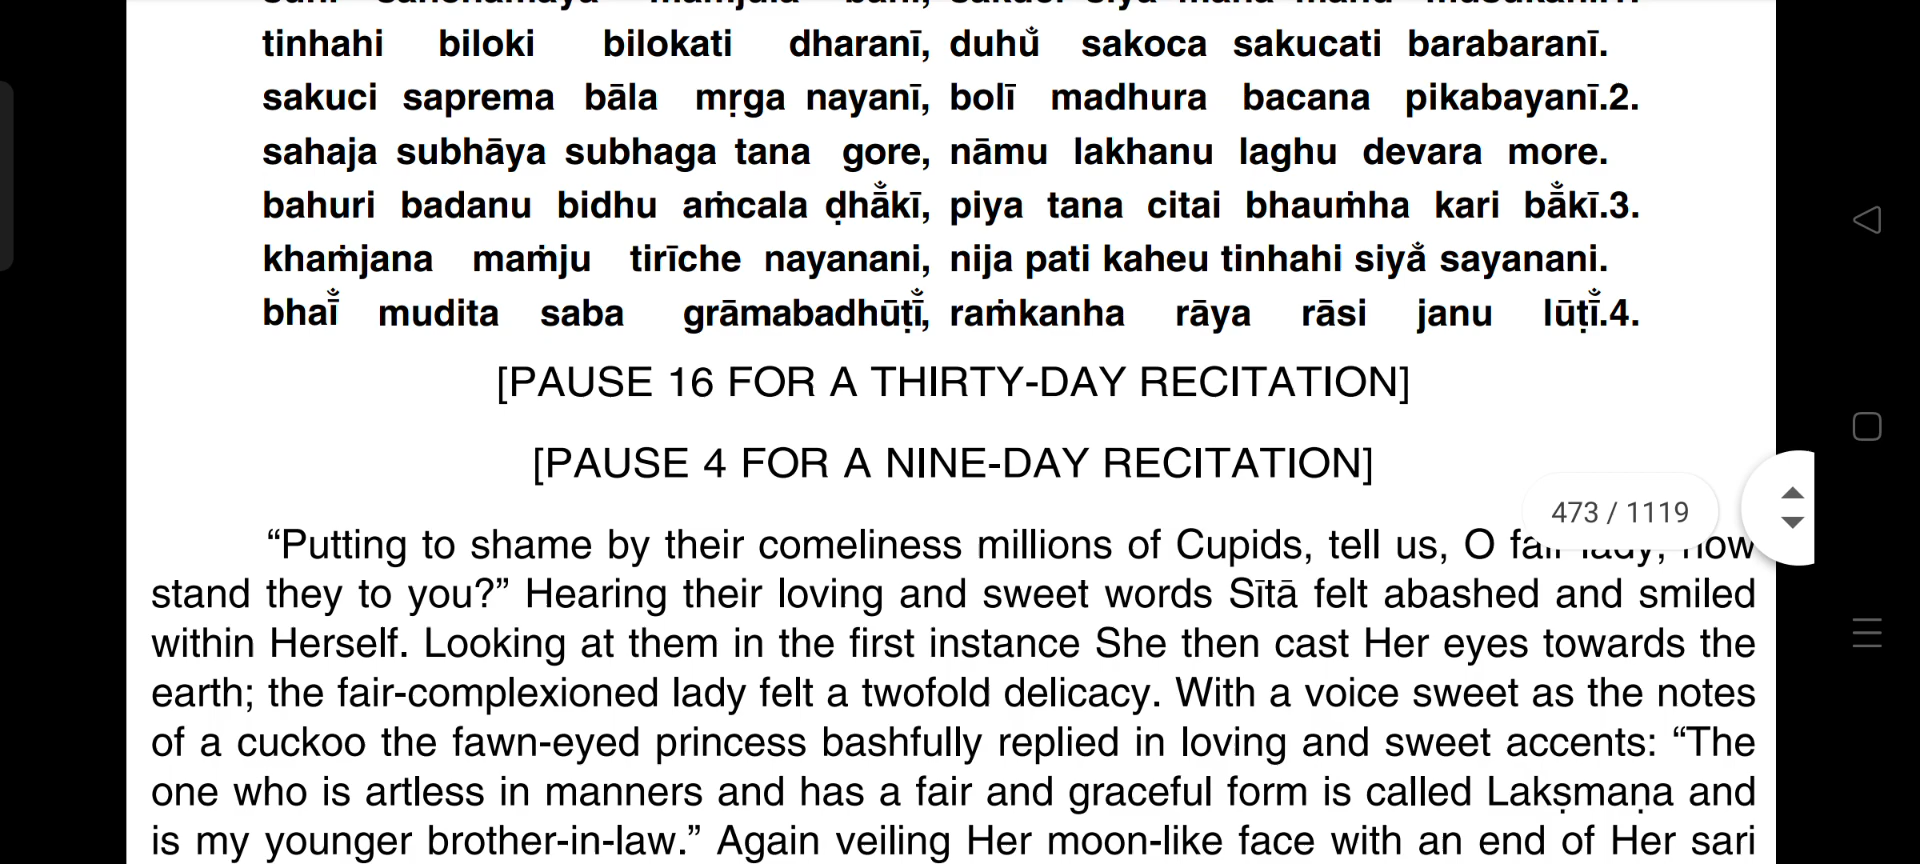 tinhahi biloki bilokati dharanī, duhu̐ sakoca sakucati barabaranī.
sakuci saprema bāla mṛga nayanī, bolī madhura bacana pikabayanī.2.
sahaja subhāya subhaga tana gore, nāmu lakhanu laghu devara more.
bahuri badanu bidhu aṁcala ḍhā̐kī, piya tana citai bhauṁha kari bā̐kī.3.
khaṁjana maṁju tirīche nayanani, nija pati kaheu tinhahi siya̐ sayanani.
bhaī̐ mudita saba grāmabadhūṭī̐, raṁkanha rāya rāsi janu lūṭī̐.4.
[PAUSE 16 FOR A THIRTY-DAY RECITATION]
[PAUSE 4 FOR A NINE-DAY RECITATION]
473 / 1119
“Putting to shame by their comeliness millions of Cupids, tell us, O fair lady, how
stand they to you?” Hearing their loving and sweet words Sītā felt abashed and smiled
within Herself. Looking at them in the first instance She then cast Her eyes towards the
earth; the fair-complexioned lady felt a twofold delicacy. With a voice sweet as the notes
of a cuckoo the fawn-eyed princess bashfully replied in loving and sweet accents: “The
one who is artless in manners and has a fair and graceful form is called Lakṣmaṇa and
is my younger brother-in-law.” Again veiling Her moon-like face with an end of Her sari